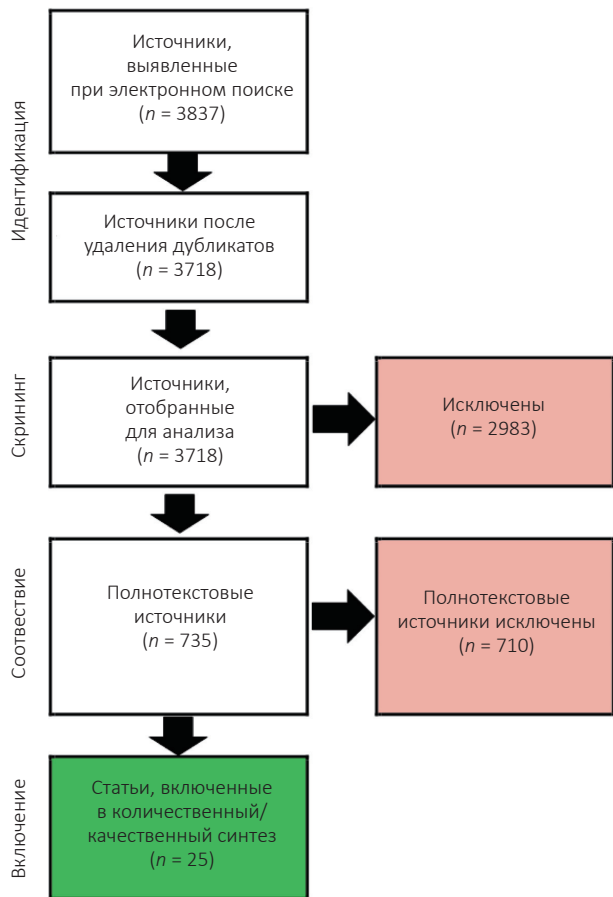 Идентификация
Источники,
выявленные
при электронном поиске
(n = 3837)
Источники после
удаления дубликатов
(n = 3718)
Скрининг
Источники,
отобранные
для анализа
(n = 3718)
Исключены
(n = 2983)
Соотвествие
Полнотекстовые
источники
(n = 735)
Полнотекстовые
источники исключены
(n = 710)
Включение
Статьи, включенные
в количественный/
качественный синтез
(n = 25)